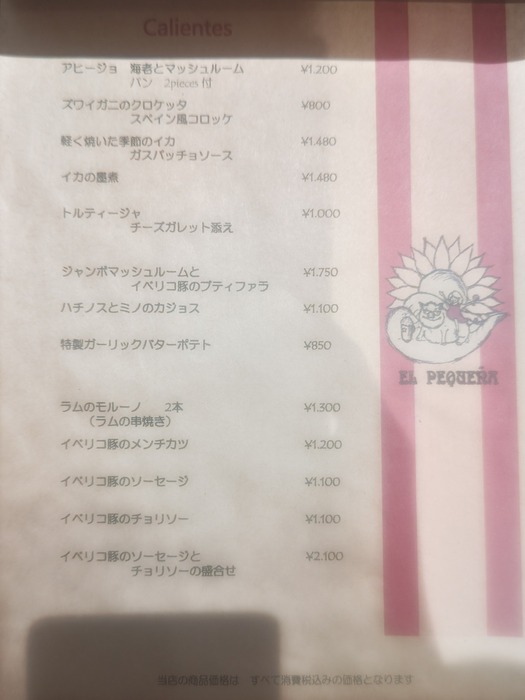 Calientes
アヒージョ 海老とマッシュルーム ¥1.200
パン 2pieces 付
ズワイガニのクロケッタ ¥800
スペイン風コロッケ
軽く焼いた季節のイカ ¥1.480
ガスパッチョソース
イカの墨煮 ¥1.480
トルティージャ ¥1.000
チーズガレット添え
ジャンボマッシュルームと ¥1.750
イベリコ豚のプティファラ
ハチノスとミノのカジョス ¥1.100
特製ガーリックバターポテト ¥850
ラムのモルーノ 2本 ¥1.300
（ラムの串焼き）
イベリコ豚のメンチカツ ¥1.200
イベリコ豚のソーセージ ¥1.100
イベリコ豚のチョリソー ¥1.100
イベリコ豚のソーセージと ¥2.100
チョリソーの盛合せ
EL PEQUEÑA
当店の商品価格は すべて消費税込みの価格となります